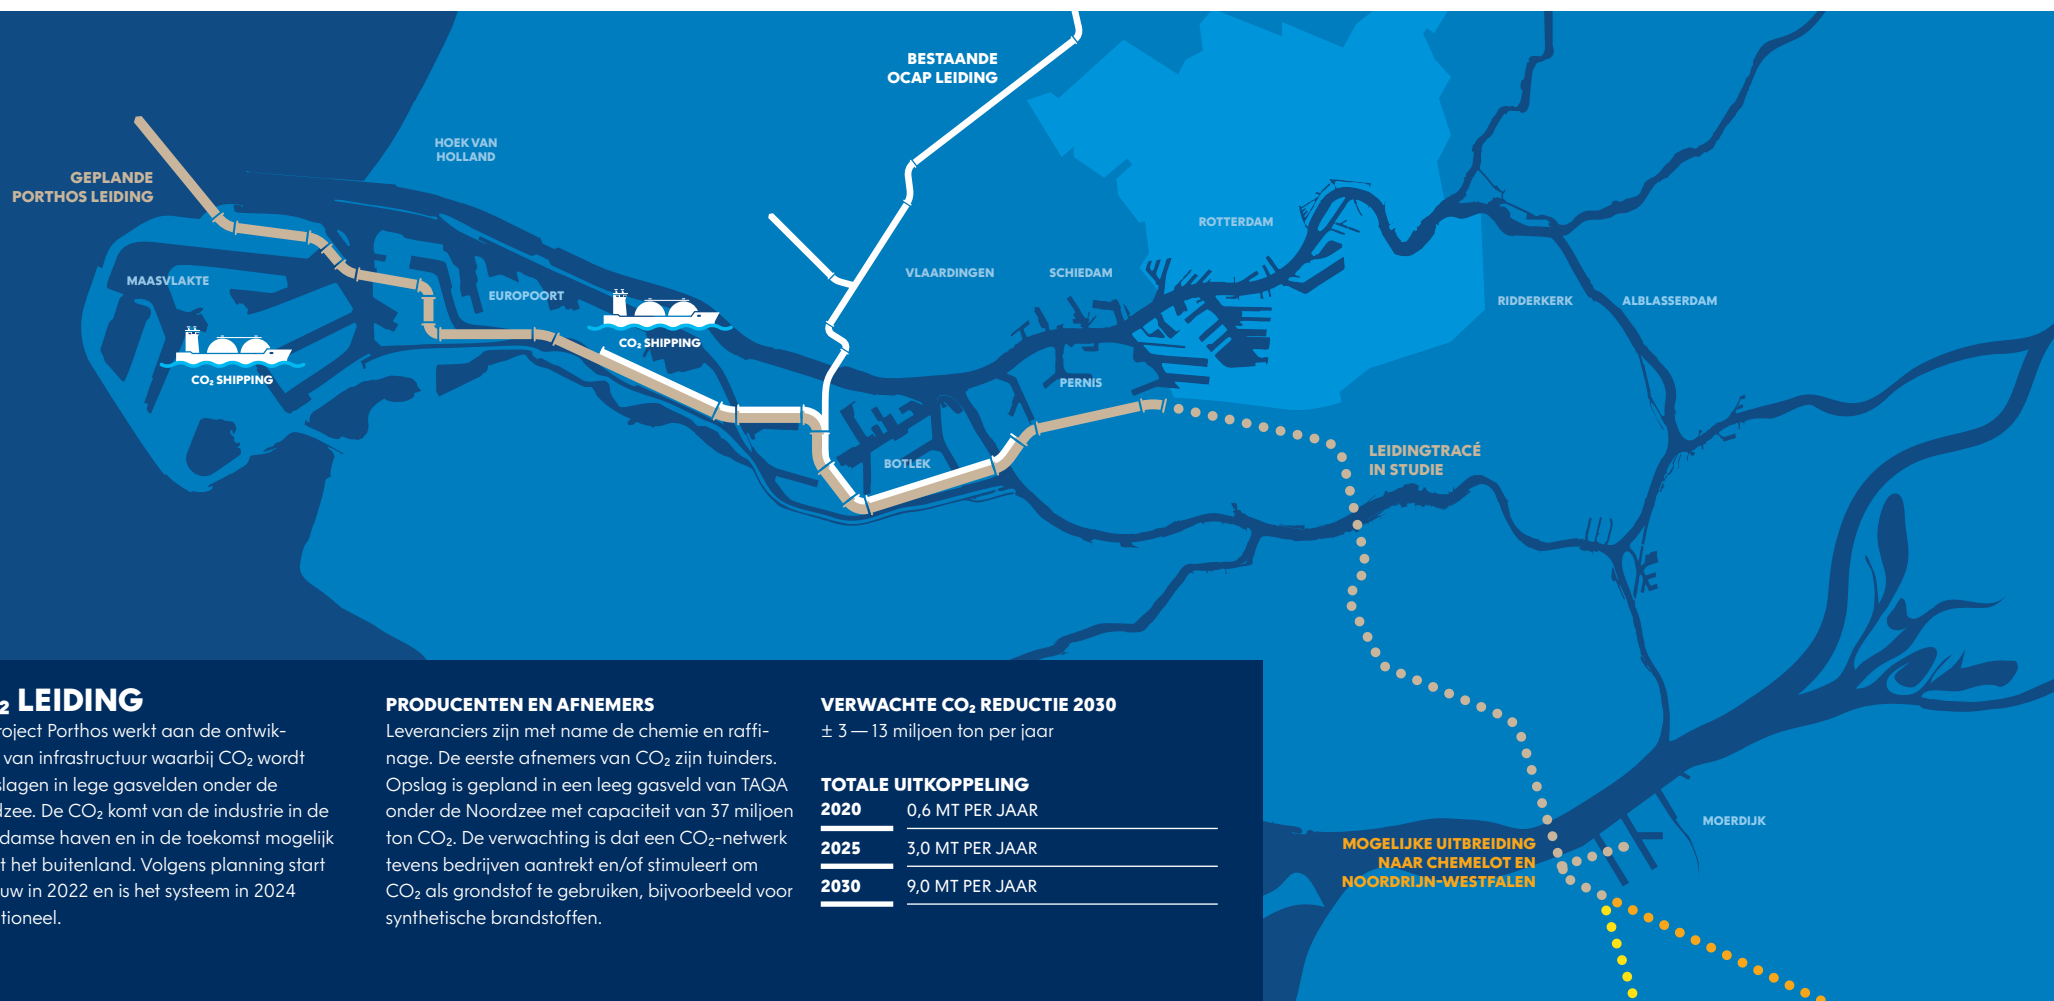 BESTAANDE
OCAP LEIDING
HOEK VAN
HOLLAND
GEPLANDE
PORTHOS LEIDING
ROTTERDAM
MAASVLAKTE
EUROPOORT
VLAARDINGEN
SCHIEDAM
RIDDERKERK
ALBLASSERDAM
CO₂ SHIPPING
CO₂ SHIPPING
PERNIS
BOTLEK
LEIDINGTRACÉ
IN STUDIE
MOERDIJK
MOGELIJKE UITBREIDING
NAAR CHEMELOT EN
NOORDRIJN-WESTFALEN
₂ LEIDING
roject Porthos werkt aan de ontwik-
van infrastructuur waarbij CO₂ wordt
slagen in lege gasvelden onder de
dzee. De CO₂ komt van de industrie in de
damse haven en in de toekomst mogelijk
t het buitenland. Volgens planning start
uw in 2022 en is het systeem in 2024
tioneel.
PRODUCENTEN EN AFNEMERS
Leveranciers zijn met name de chemie en raffi-
nage. De eerste afnemers van CO₂ zijn tuinders.
Opslag is gepland in een leeg gasveld van TAQA
onder de Noordzee met capaciteit van 37 miljoen
ton CO₂. De verwachting is dat een CO₂-netwerk
tevens bedrijven aantrekt en/of stimuleert om
CO₂ als grondstof te gebruiken, bijvoorbeeld voor
synthetische brandstoffen.
VERWACHTE CO₂ REDUCTIE 2030
± 3 — 13 miljoen ton per jaar
TOTALE UITKOPPELING
2020 0,6 MT PER JAAR
2025 3,0 MT PER JAAR
2030 9,0 MT PER JAAR